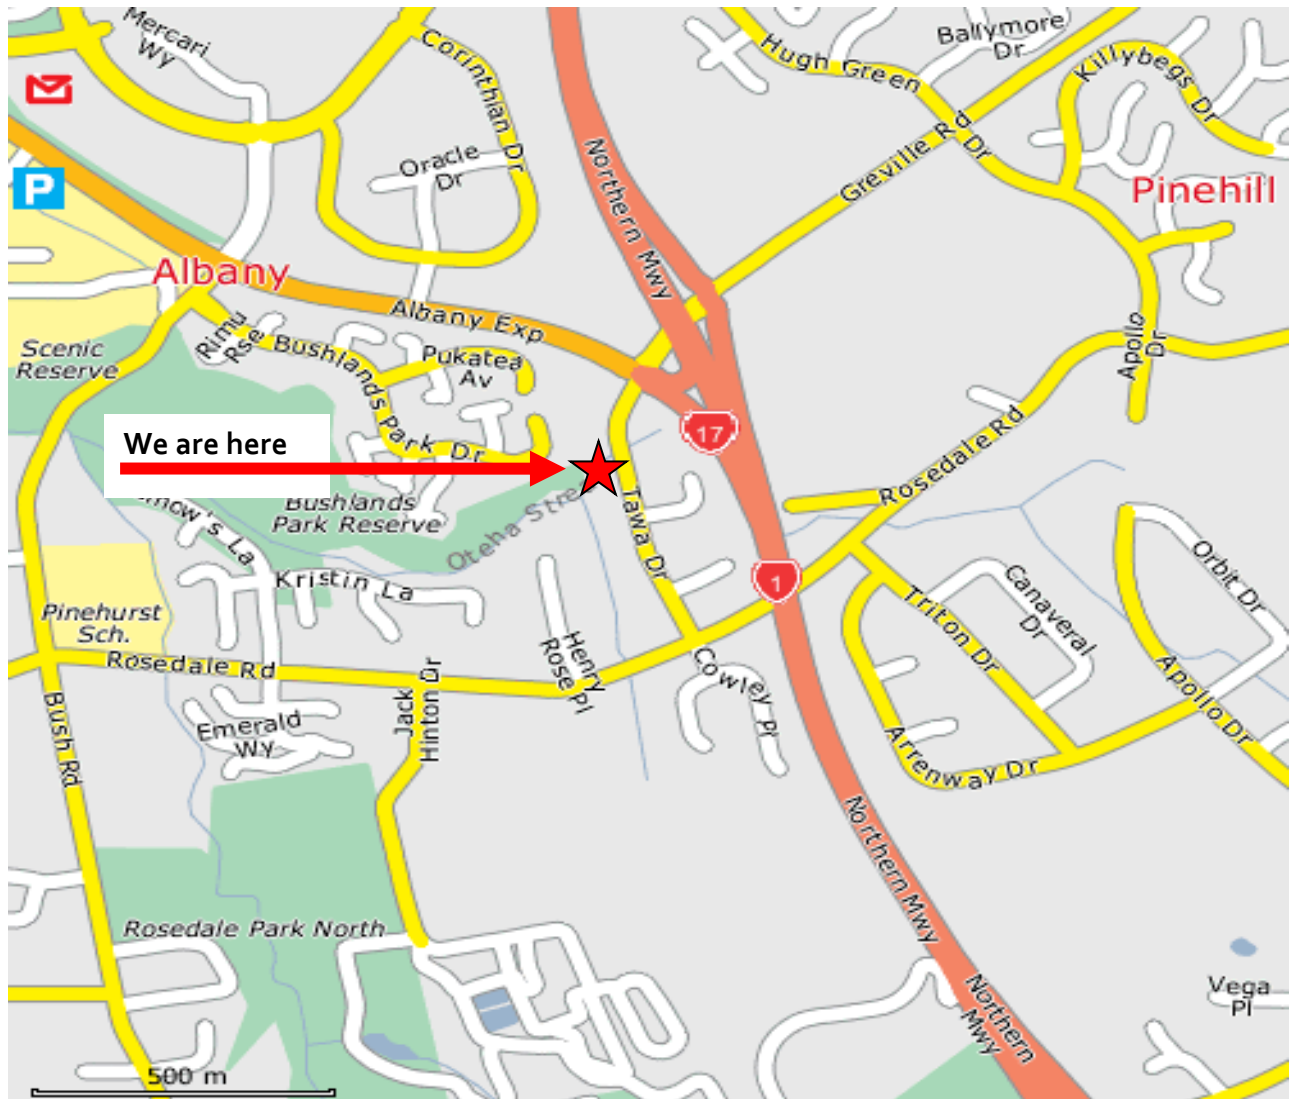 Mercari
Wy
Corinthian Dr
Oracle
Dr
Northern Mwy
Hugh Green
Dr
Ballymore
Dr
Killybegs Dr
Greville Rd
Pinehill
P
Albany
Albany Exp
Rimu
Rse
Scenic
Reserve
Bushlands Park Dr
Pukatea
Av
Apollo
Dr
17
We are here
Rosedale Rd
Bushlands
Park Reserve
Tawa Dr
Kristin La
1
Orbit Dr
Canaveral
Dr
Triton Dr
Pinehurst
Sch.
Rosedale Rd
Henry
Rose Pl
Cowley Pl
Apollo Dr
Bush Rd
Jack
Hinton Dr
Emerald
Wy
Arrenway Dr
Northern Mwy
Rosedale Park North
Northern
Mwy
Vega
Pl
500 m